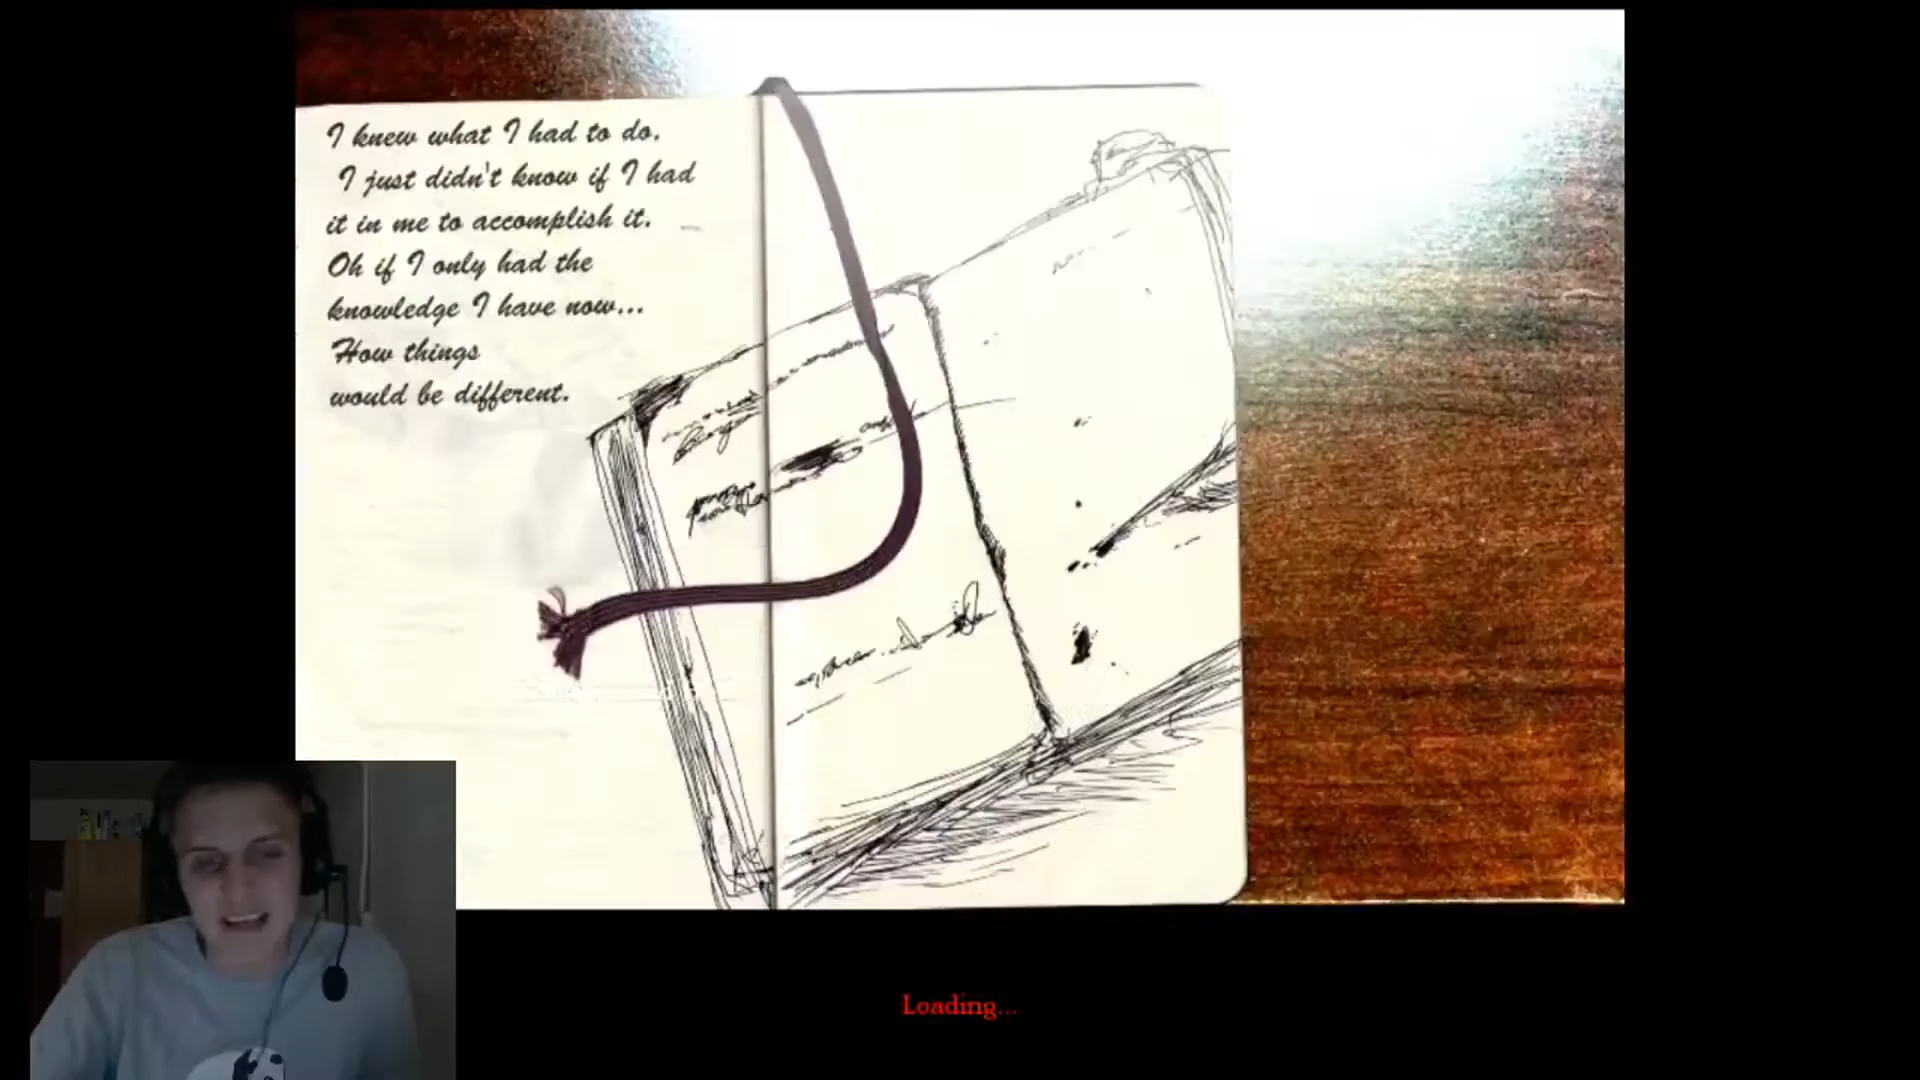 I knew what I had to do.
I just didn't know if I had
it in me to accomplish it.
Oh if I only had the
knowledge I have now...
How things
would be different.
Loading...